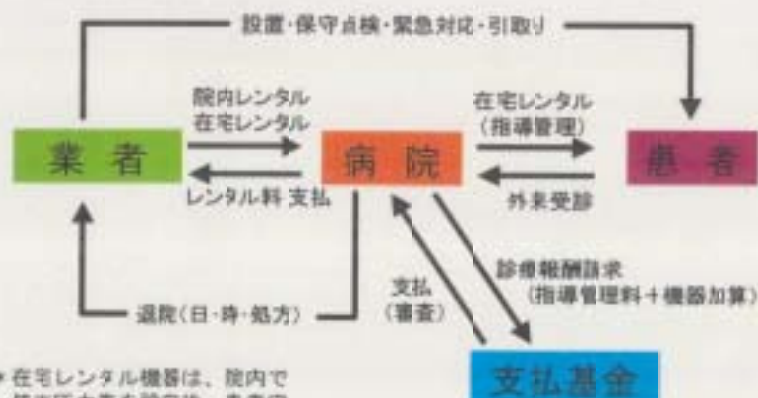 設置・保守点検・緊急対応・引取り
院内レンタル
在宅レンタル
在宅レンタル
(指導管理)
業者
病院
患者
レンタル料 支払
外来受診
退院(日・時・処方)
支払
(審査)
診療報酬請求
(指導管理料+機器加算)
在宅レンタル機器は、院内で
支払基金